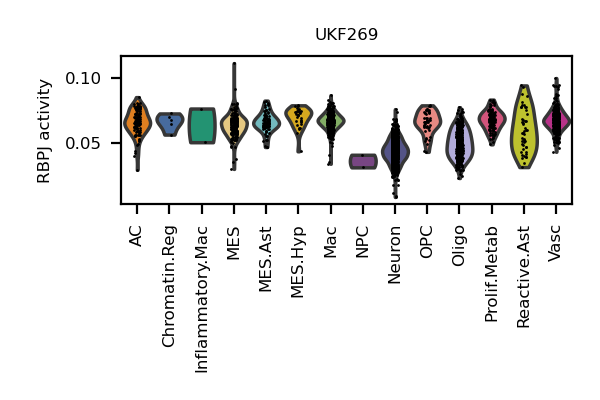 UKF269
RBPJ activity
0.10
0.05
AC
Chromatin.Reg
Inflammatory.Mac
MES
MES.Ast
MES.Hyp
Mac
NPC
Neuron
OPC
Oligo
Prolif.Metab
Reactive.Ast
Vasc